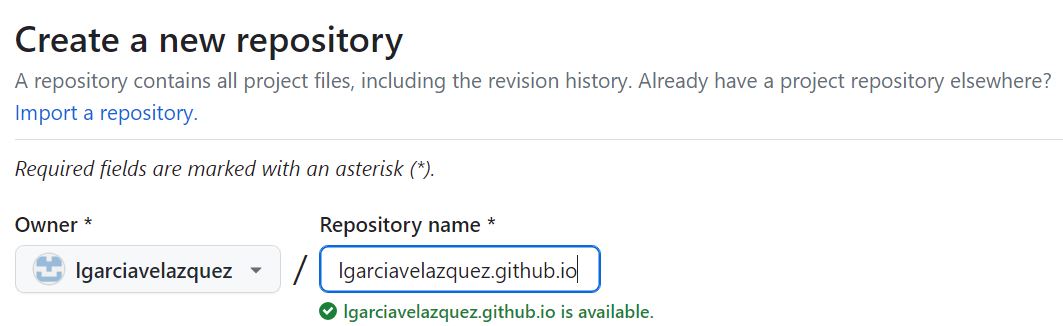 Create a new repository
A repository contains all project files, including the revision history. Already have a project repository elsewhere?
Import a repository.
Required fields are marked with an asterisk (*).
Owner *
Repository name *
lgarciavelazquez / lgarciavelazquez.github.io
lgarciavelazquez.github.io is available.